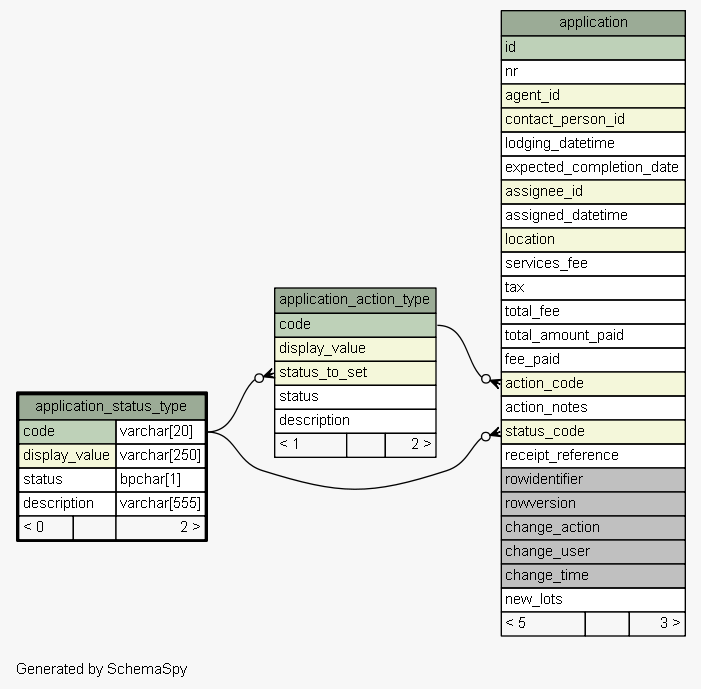 application
id
nr
agent_id
contact_person_id
lodging_datetime
expected_completion_date
assignee_id
assigned_datetime
location
services_fee
tax
total_fee
total_amount_paid
fee_paid
action_code
action_notes
status_code
receipt_reference
rowidentifier
rowversion
change_action
change_user
change_time
new_lots
< 5 3 >
application_action_type
code
display_value
status_to_set
status
description
< 1 2 >
application_status_type
code varchar[20]
display_value varchar[250]
status bpchar[1]
description varchar[555]
< 0 2 >
Generated by SchemaSpy